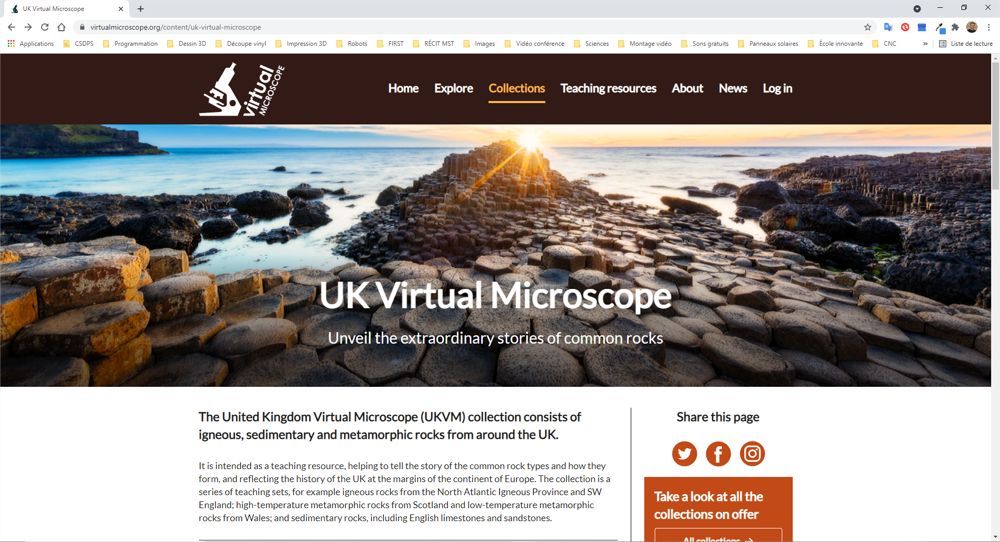 UK Virtual Microscope
virtualmicroscope.org/content/uk-virtual-microscope
Applications CSDPS Programmation Dessin 3D Découpe vinyl Impression 3D Robots FIRST RÉCIT MST Images Vidéo conférence Sciences Montage vidéo Sons gratuits Panneaux solaires École innovante CNC » Liste de lecture
virtual
MICROSCOPE
Home Explore Collections Teaching resources About News Log in
UK Virtual Microscope
Unveil the extraordinary stories of common rocks
The United Kingdom Virtual Microscope (UKVM) collection consists of
igneous, sedimentary and metamorphic rocks from around the UK.
It is intended as a teaching resource, helping to tell the story of the common rock types and how they
form, and reflecting the history of the UK at the margins of the continent of Europe. The collection is a
series of teaching sets, for example igneous rocks from the North Atlantic Igneous Province and SW
England; high-temperature metamorphic rocks from Scotland and low-temperature metamorphic
rocks from Wales; and sedimentary rocks, including English limestones and sandstones.
Share this page
Take a look at all the
collections on offer
All collections →